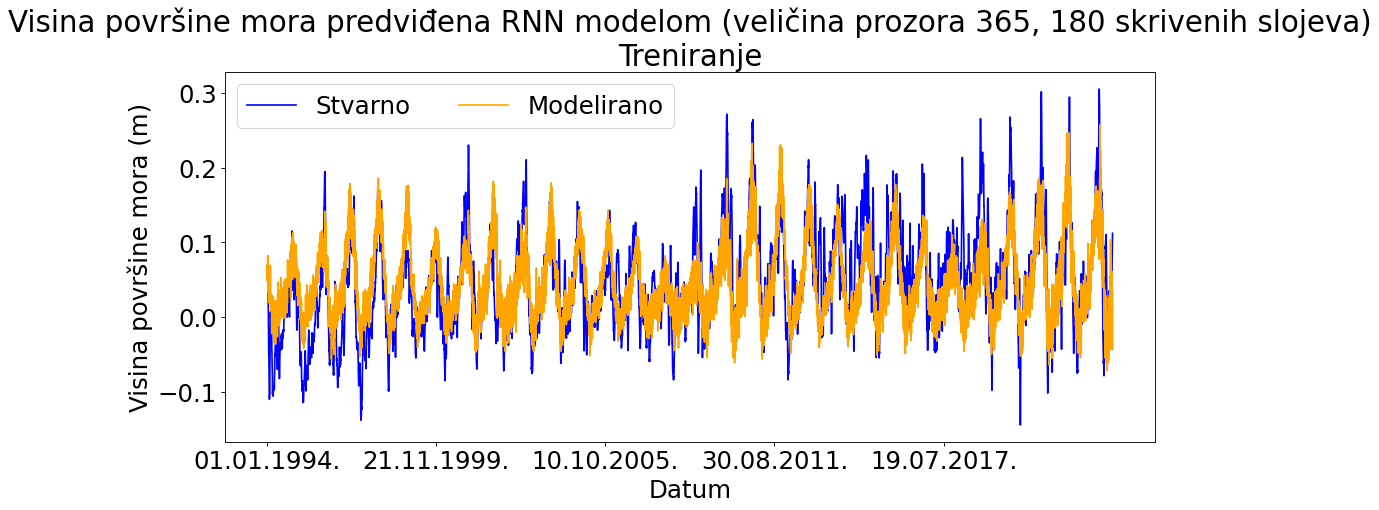 Visina površine mora predviđena RNN modelom (veličina prozora 365, 180 skrivenih slojeva)
Treniranje
Stvarno
Modelirano
Visina površine mora (m)
0.3
0.2
0.1
0.0
−0.1
01.01.1994.
21.11.1999.
10.10.2005.
30.08.2011.
19.07.2017.
Datum